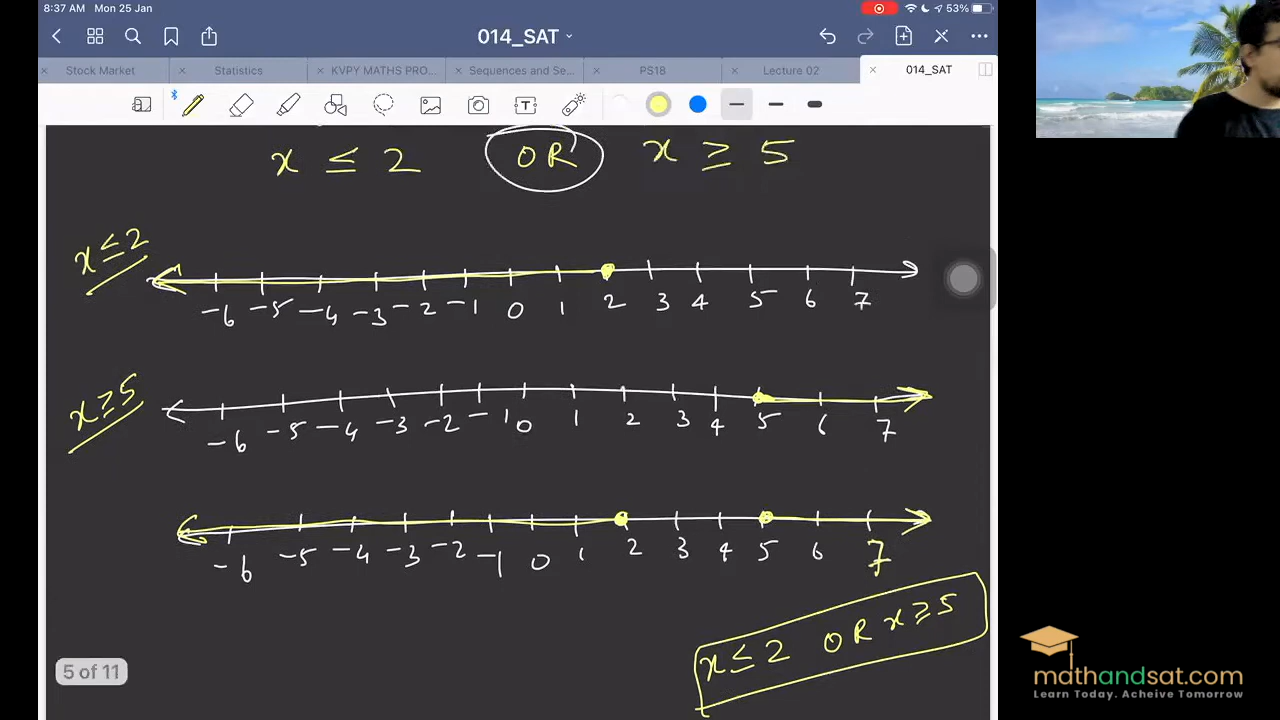 8:37 AM Mon 25 Jan
53%
014_SAT
Stock Market
Statistics
KVPY MATHS PRO...
Sequences and Se...
PS18
Lecture 02
014_SAT
T
x ≤ 2 OR x ≥ 5
x ≤ 2
-6 -5 -4 -3 -2 -1 0 1 2 3 4 5 6 7
x ≥ 5
-6 -5 -4 -3 -2 -1 0 1 2 3 4 5 6 7
-6 -5 -4 -3 -2 -1 0 1 2 3 4 5 6 7
x ≤ 2 OR x ≥ 5
5 of 11
mathandsat.com
Learn Today. Acheive Tomorrow